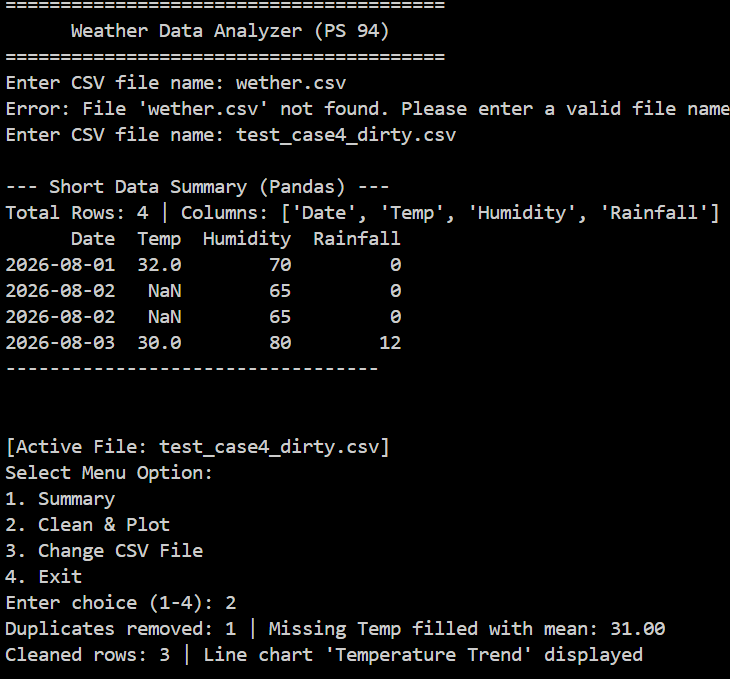 ========================================
      Weather Data Analyzer (PS 94)
========================================
Enter CSV file name: wether.csv
Error: File 'wether.csv' not found. Please enter a valid file name
Enter CSV file name: test_case4_dirty.csv

--- Short Data Summary (Pandas) ---
Total Rows: 4 | Columns: ['Date', 'Temp', 'Humidity', 'Rainfall']
      Date  Temp  Humidity  Rainfall
2026-08-01  32.0        70         0
2026-08-02   NaN        65         0
2026-08-02   NaN        65         0
2026-08-03  30.0        80        12
----------------------------------

[Active File: test_case4_dirty.csv]
Select Menu Option:
1. Summary
2. Clean & Plot
3. Change CSV File
4. Exit
Enter choice (1-4): 2
Duplicates removed: 1 | Missing Temp filled with mean: 31.00
Cleaned rows: 3 | Line chart 'Temperature Trend' displayed